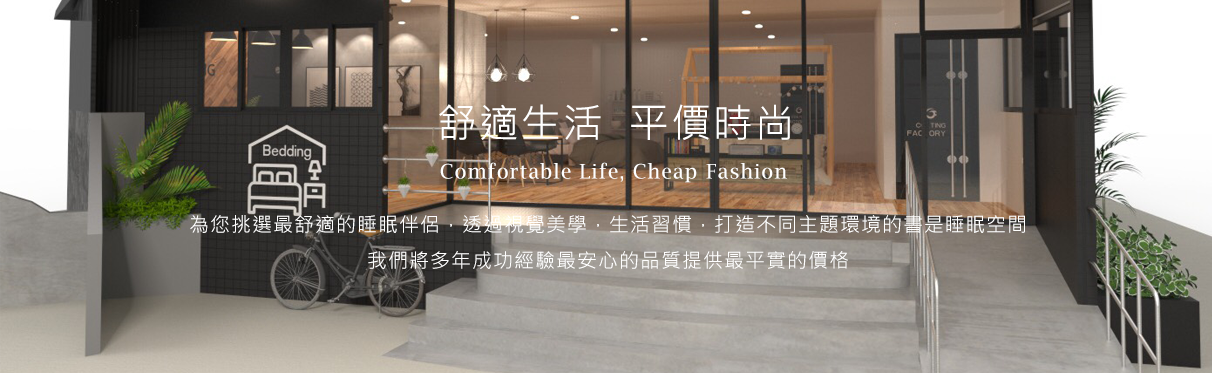 舒適生活 平價時尚
Comfortable Life, Cheap Fashion
Bedding
為您挑選最舒適的睡眠伴侶，透過視覺美學，生活習慣，打造不同主題環境的書是睡眠空間
我們將多年成功經驗最安心的品質提供最平實的價格
FACTORY